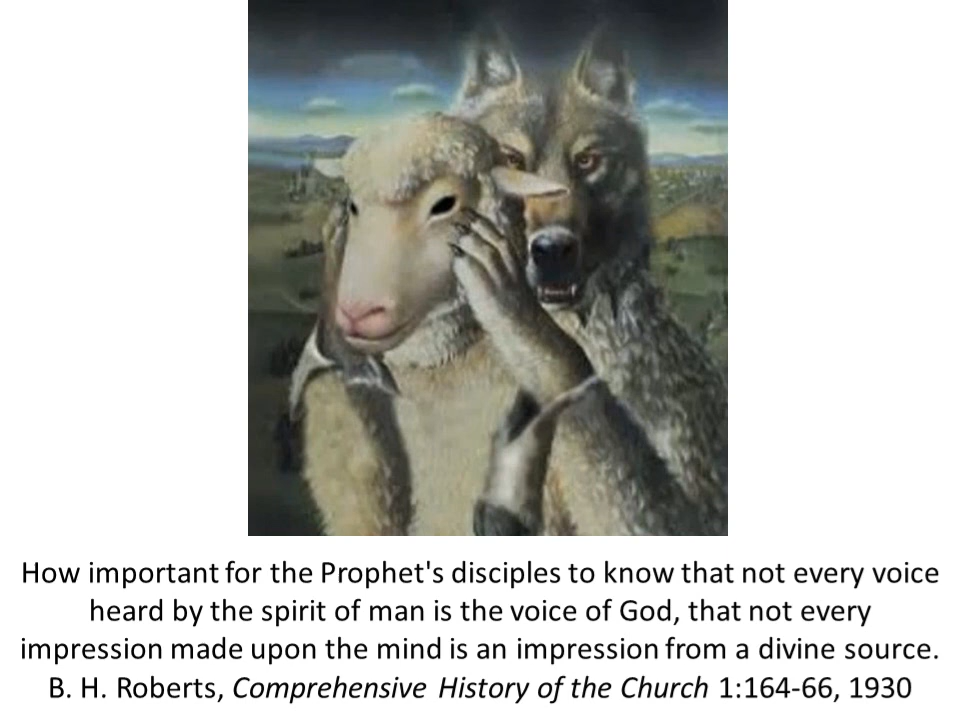 How important for the Prophet's disciples to know that not every voice
heard by the spirit of man is the voice of God, that not every
impression made upon the mind is an impression from a divine source.
B. H. Roberts, Comprehensive History of the Church 1:164-66, 1930